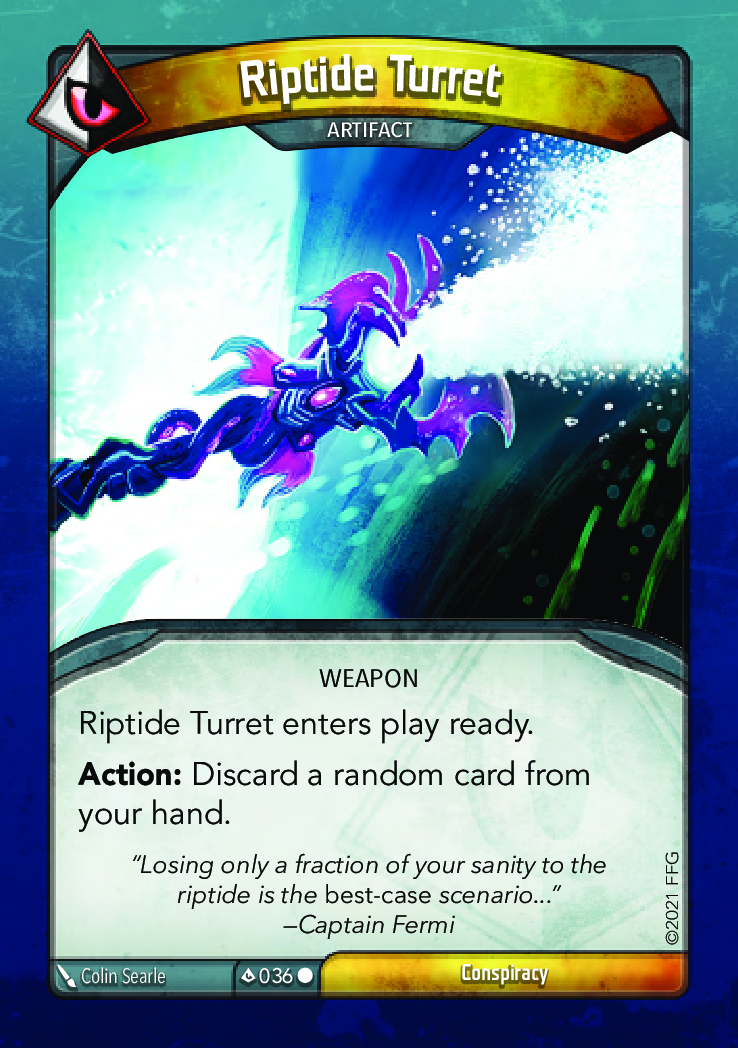 Riptide Turret
ARTIFACT
WEAPON
Riptide Turret enters play ready.
Action: Discard a random card from
your hand.
“Losing only a fraction of your sanity to the
riptide is the best-case scenario...”
–Captain Fermi
©2021 FFG
Colin Searle
036
Conspiracy